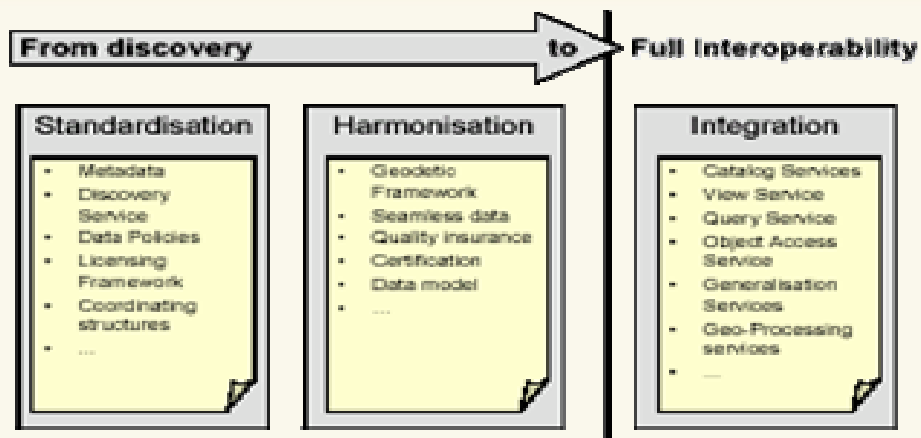 From discovery to Full Interoperability
Standardisation
• Metadata
• Discovery
Service
• Data Policies
• Licensing
Framework
• Coordinating
structures
• ...
Harmonisation
• Geodetic
Framework
• Seamless data
• Quality insurance
• Certification
• Data model
• ...
Integration
• Catalog Services
• View Service
• Query Service
• Object Access
Service
• Generalisation
Services
• Geo-Processing
services
• ...